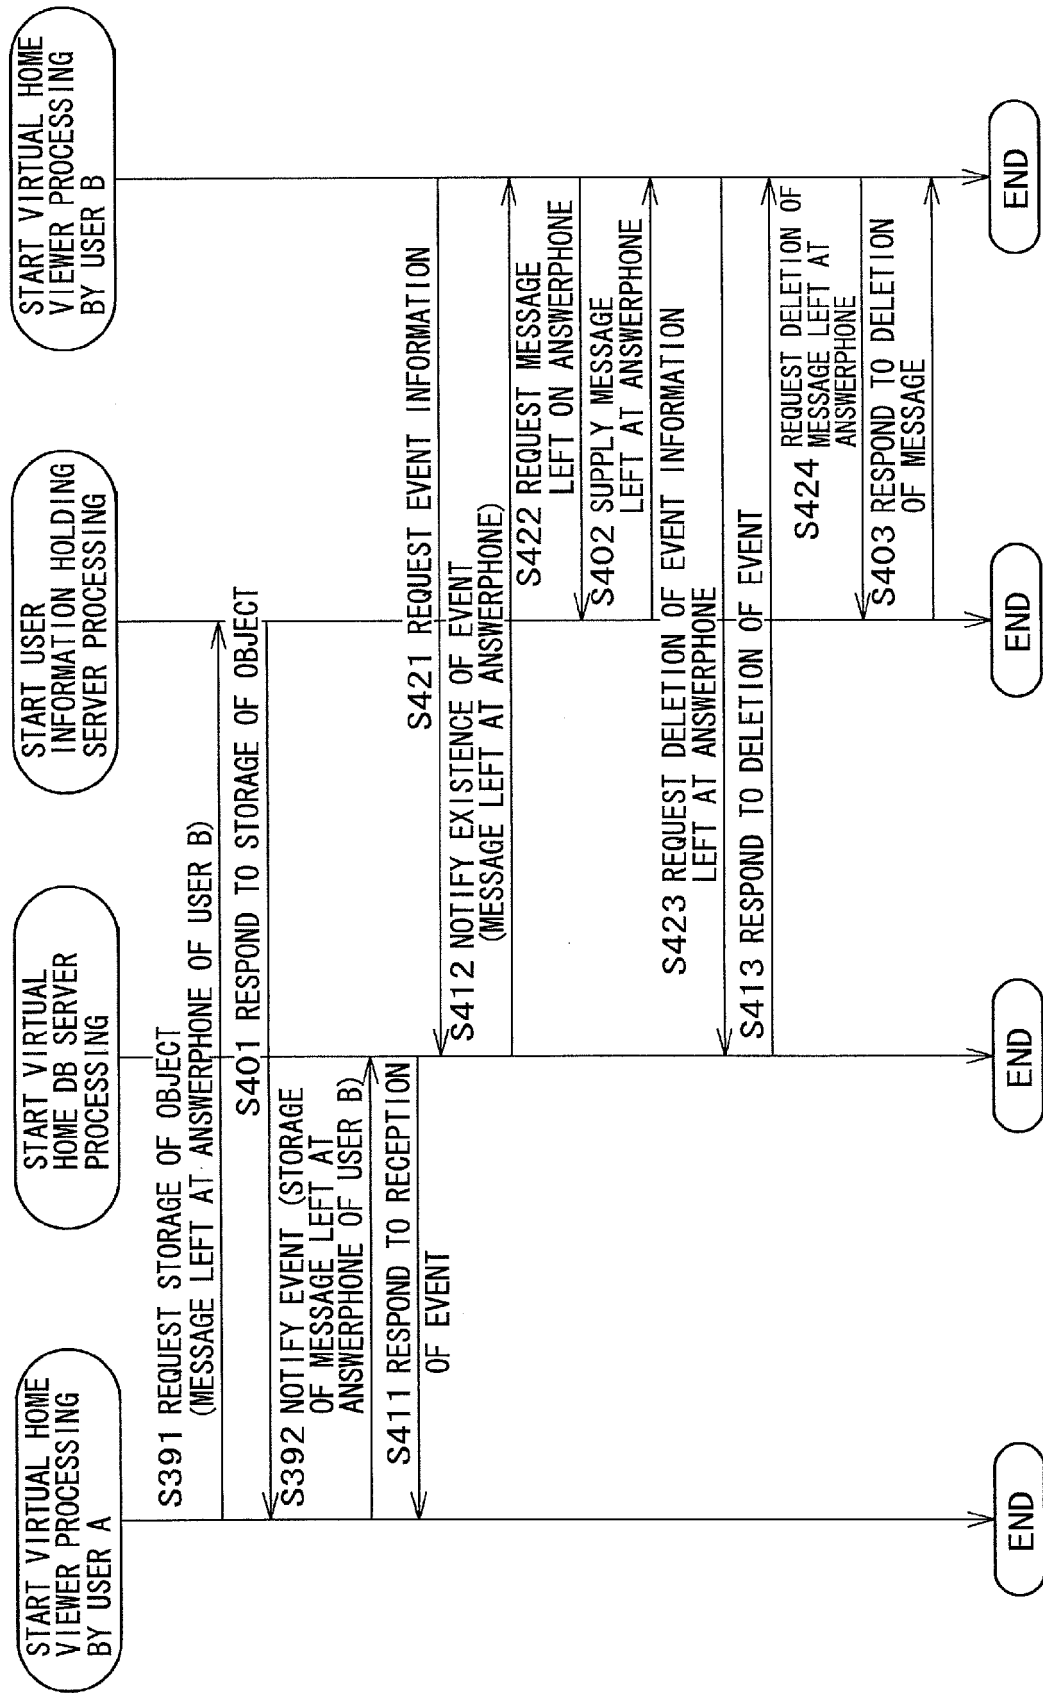 START VIRTUAL HOME
VIEWER PROCESSING
BY USER A
START VIRTUAL
HOME DB SERVER
PROCESSING
START USER
INFORMATION HOLDING
SERVER PROCESSING
START VIRTUAL HOME
VIEWER PROCESSING
BY USER B
S391 REQUEST STORAGE OF OBJECT
(MESSAGE LEFT AT ANSWERPHONE OF USER B)
S401 RESPOND TO STORAGE OF OBJECT
S392 NOTIFY EVENT (STORAGE
OF MESSAGE LEFT AT
ANSWERPHONE OF USER B)
S411 RESPOND TO RECEPTION
OF EVENT
S421 REQUEST EVENT INFORMATION
S412 NOTIFY EXISTENCE OF EVENT
(MESSAGE LEFT AT ANSWERPHONE)
S422 REQUEST MESSAGE
LEFT ON ANSWERPHONE
S402 SUPPLY MESSAGE
LEFT AT ANSWERPHONE
S423 REQUEST DELETION OF EVENT INFORMATION
LEFT AT ANSWERPHONE
S413 RESPOND TO DELETION OF EVENT
S424 REQUEST DELETION OF
MESSAGE LEFT AT
ANSWERPHONE
S403 RESPOND TO DELETION
OF MESSAGE
END
END
END
END